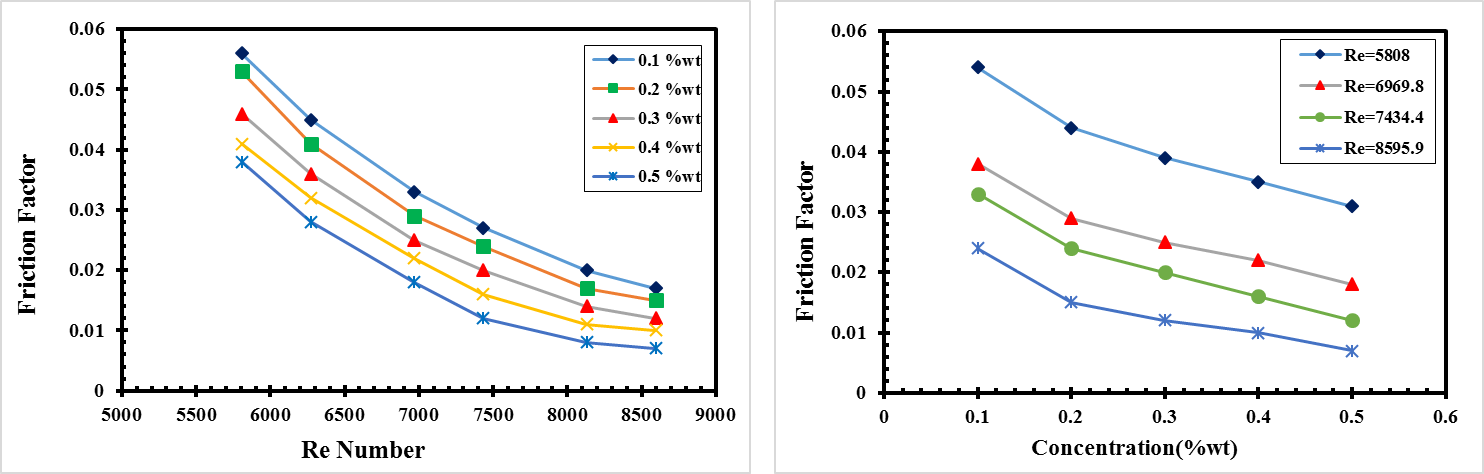 0.06
0.05
0.04
0.03
0.02
0.01
0
Friction Factor
5000 5500 6000 6500 7000 7500 8000 8500 9000
Re Number
0.1 %wt
0.2 %wt
0.3 %wt
0.4 %wt
0.5 %wt
0.06
0.05
0.04
0.03
0.02
0.01
0
Friction Factor
0 0.1 0.2 0.3 0.4 0.5 0.6
Concentration(%wt)
Re=5808
Re=6969.8
Re=7434.4
Re=8595.9